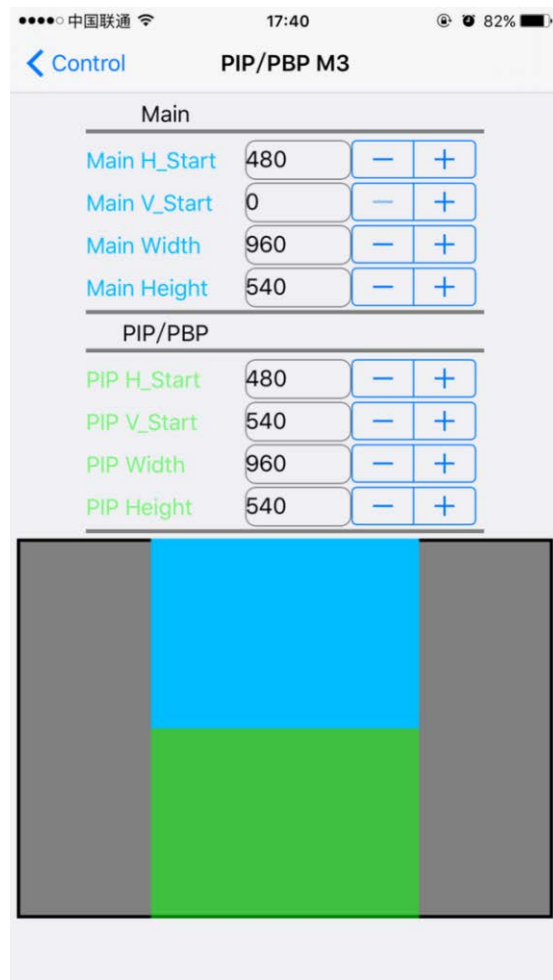 中国联通 17:40 82%
Control PIP/PBP M3
Main
Main H_Start 480 − +
Main V_Start 0 − +
Main Width 960 − +
Main Height 540 − +
PIP/PBP
PIP H_Start 480 − +
PIP V_Start 540 − +
PIP Width 960 − +
PIP Height 540 − +